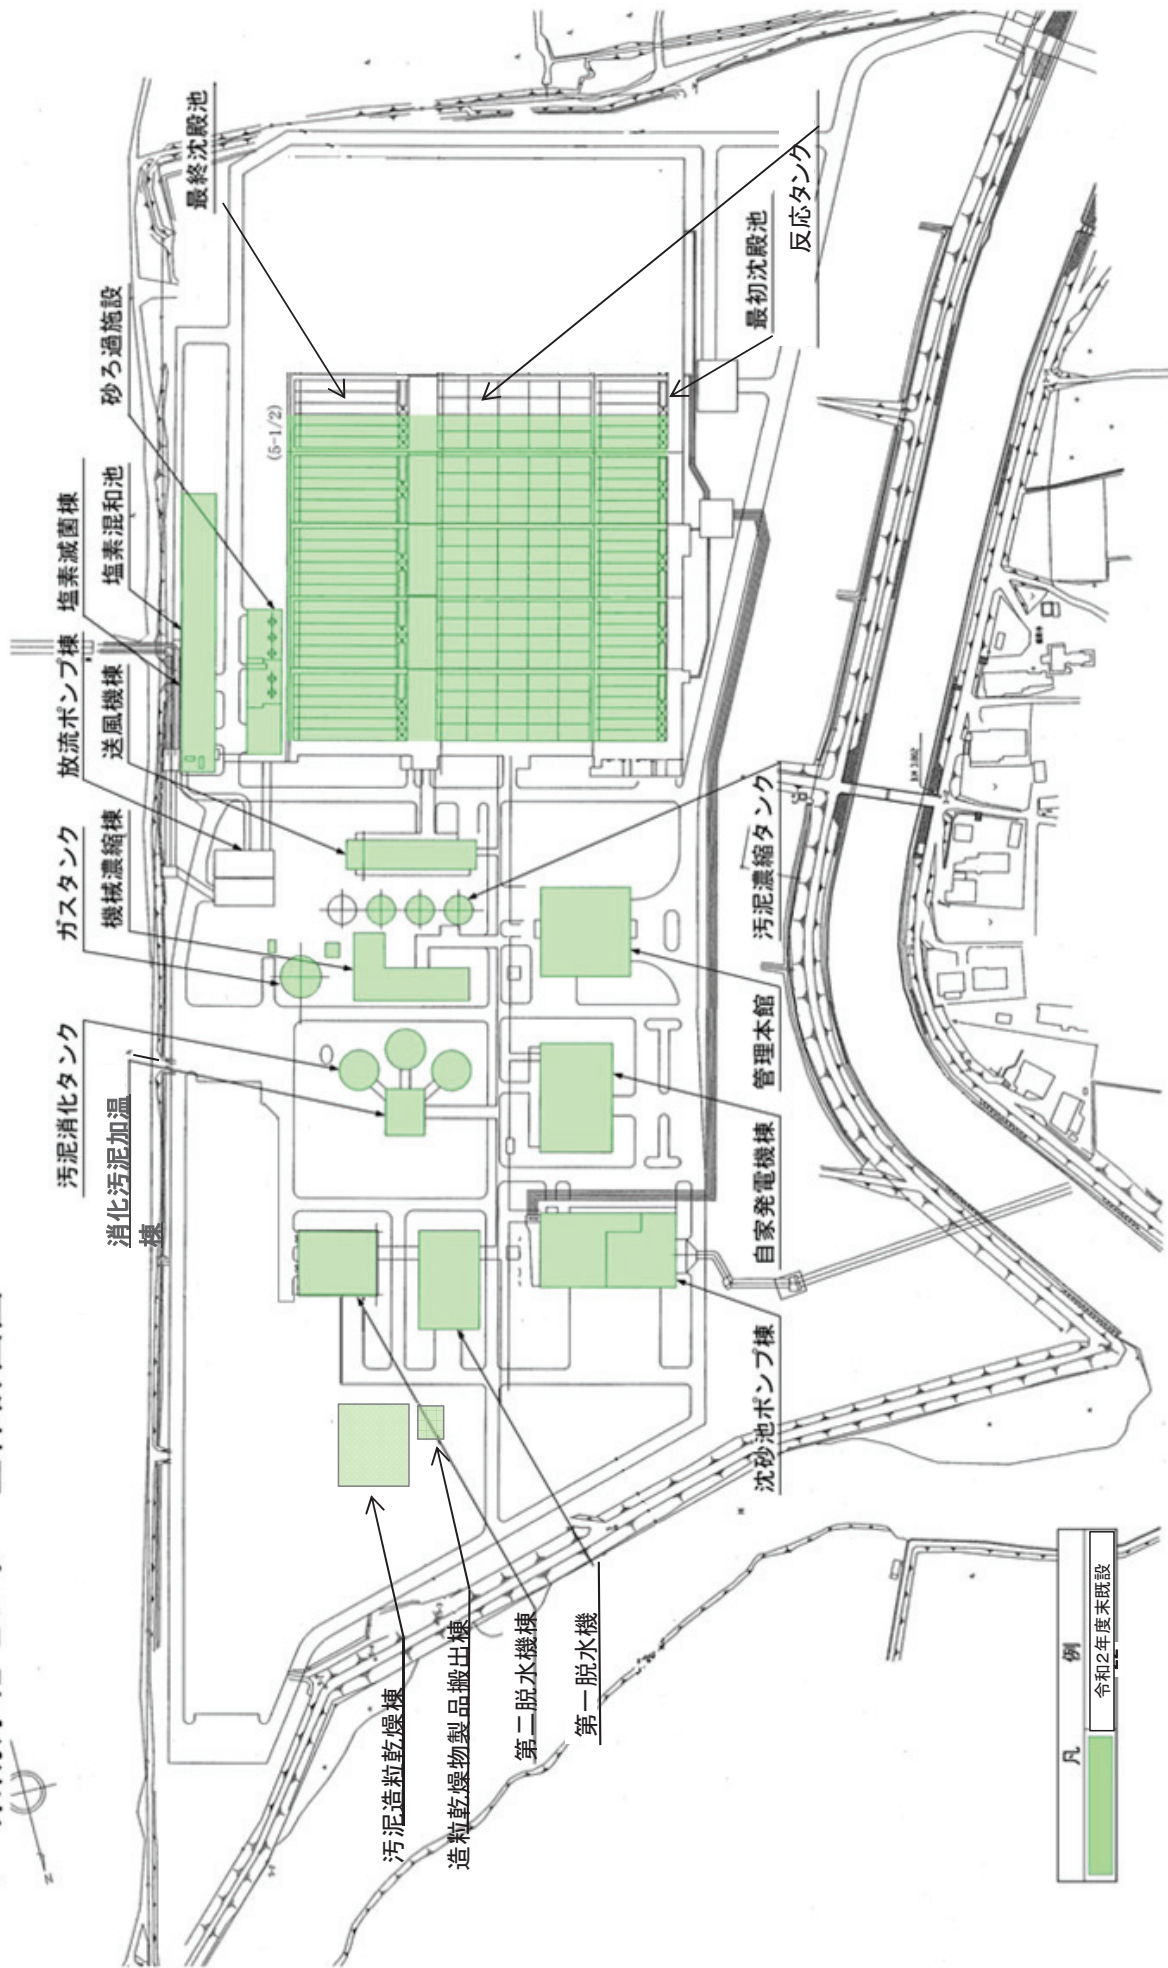 最終沈殿池
反応タンク
最初沈殿池
砂ろ過施設
(5-1/2)
塩素混和池
塩素滅菌棟
放流ポンプ棟
送風機棟
ガスタンク
機械濃縮棟
汚泥濃縮タンク
管理本館
汚泥消化タンク
消化汚泥加温
棟
自家発電機棟
沈砂池ポンプ棟
第一脱水機
第二脱水機棟
造粒乾燥物製品搬出棟
汚泥造粒乾燥棟
凡例
令和2年度末既設
N